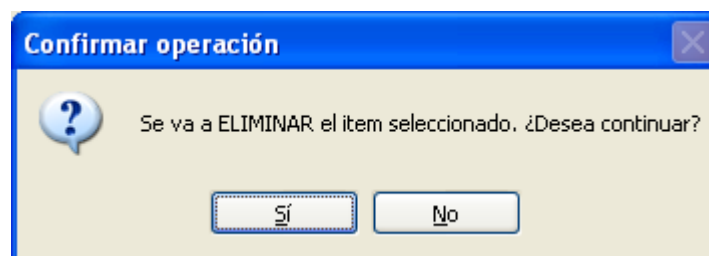 Confirmar operación
Se va a ELIMINAR el item seleccionado. ¿Desea continuar?
Sí
No